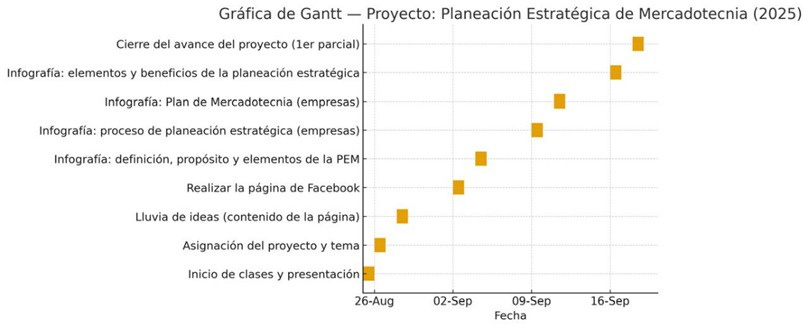 Gráfica de Gantt — Proyecto: Planeación Estratégica de Mercadotecnia (2025)
Cierre del avance del proyecto (1er parcial)
Infografía: elementos y beneficios de la planeación estratégica
Infografía: Plan de Mercadotecnia (empresas)
Infografía: proceso de planeación estratégica (empresas)
Infografía: definición, propósito y elementos de la PEM
Realizar la página de Facebook
Lluvia de ideas (contenido de la página)
Asignación del proyecto y tema
Inicio de clases y presentación
26-Aug 02-Sep 09-Sep 16-Sep
Fecha